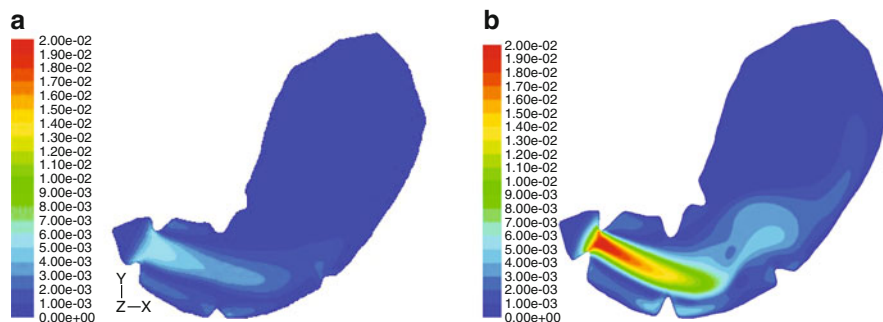 a
2.00e-02
1.90e-02
1.80e-02
1.70e-02
1.60e-02
1.50e-02
1.40e-02
1.30e-02
1.20e-02
1.10e-02
1.00e-02
9.00e-03
8.00e-03
7.00e-03
6.00e-03
5.00e-03
4.00e-03
3.00e-03
2.00e-03
1.00e-03
0.00e+00
Y
Z X
b
2.00e-02
1.90e-02
1.80e-02
1.70e-02
1.60e-02
1.50e-02
1.40e-02
1.30e-02
1.20e-02
1.10e-02
1.00e-02
9.00e-03
8.00e-03
7.00e-03
6.00e-03
5.00e-03
4.00e-03
3.00e-03
2.00e-03
1.00e-03
0.00e+00